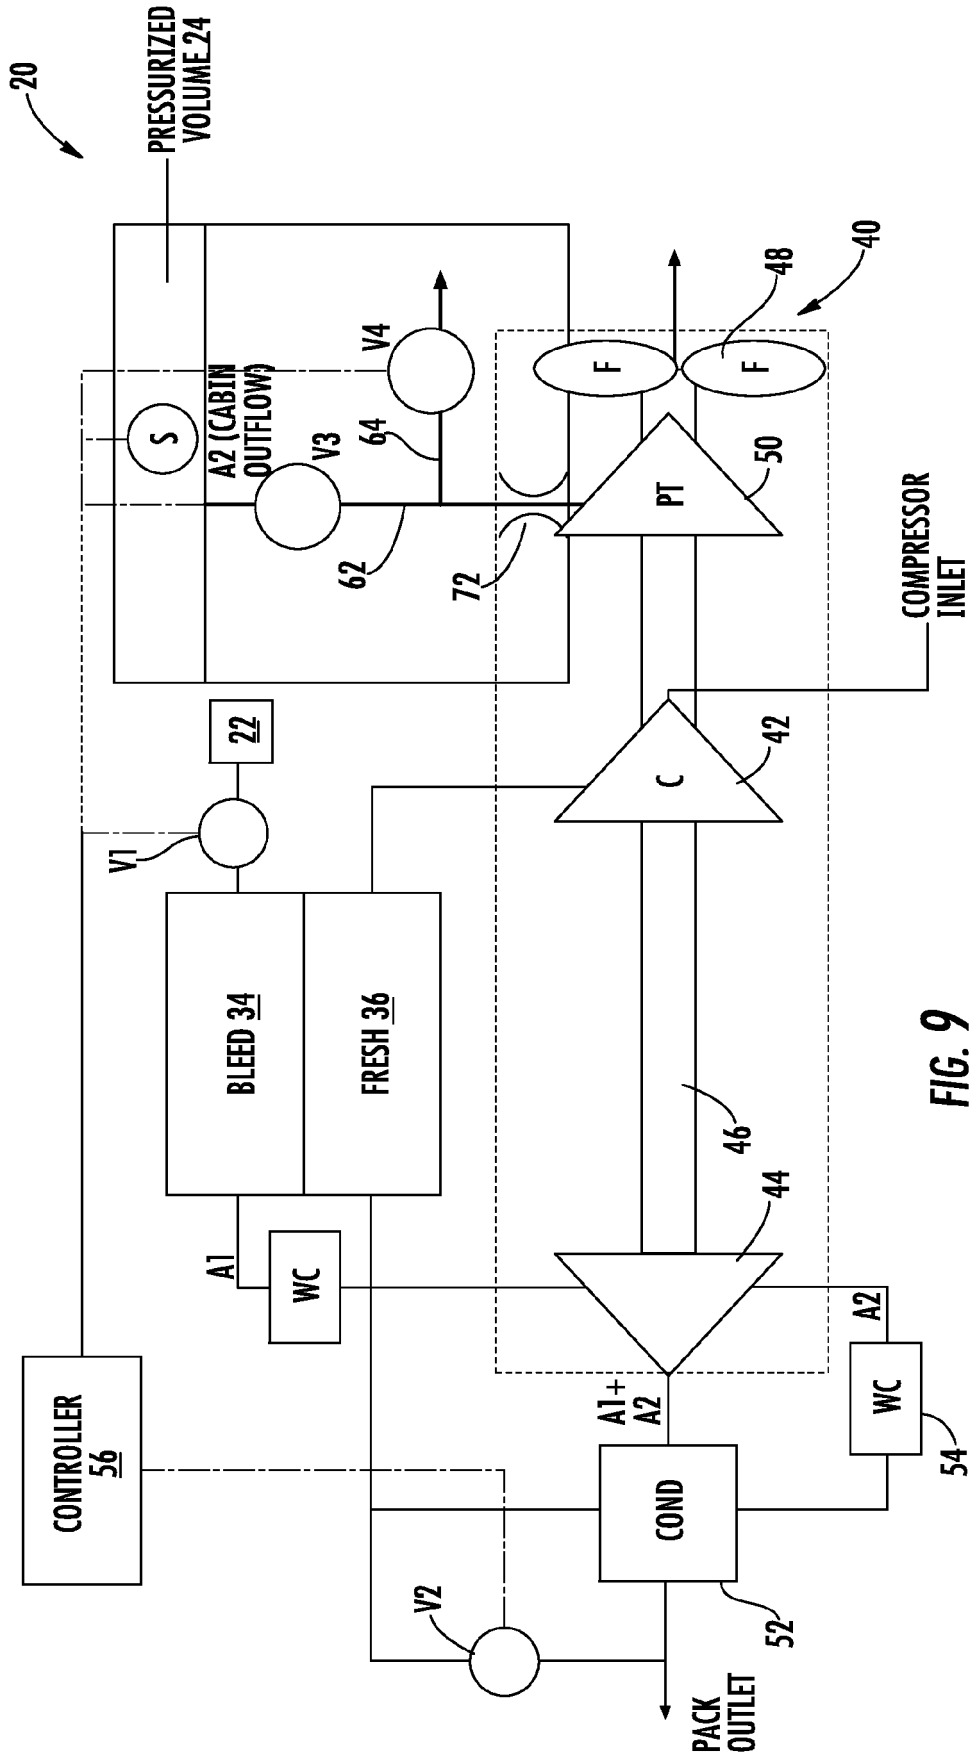 20
PRESSURIZED
VOLUME 24
CONTROLLER
56
V1
22
S
A2 (CABIN
OUTFLOW)
V3
V4
62
64
72
A1
WC
BLEED 34
FRESH 36
V2
A1+
A2
COND
52
PACK
OUTLET
A2
WC
54
44
46
C
42
PT
50
F
F
48
40
COMPRESSOR
INLET
FIG. 9